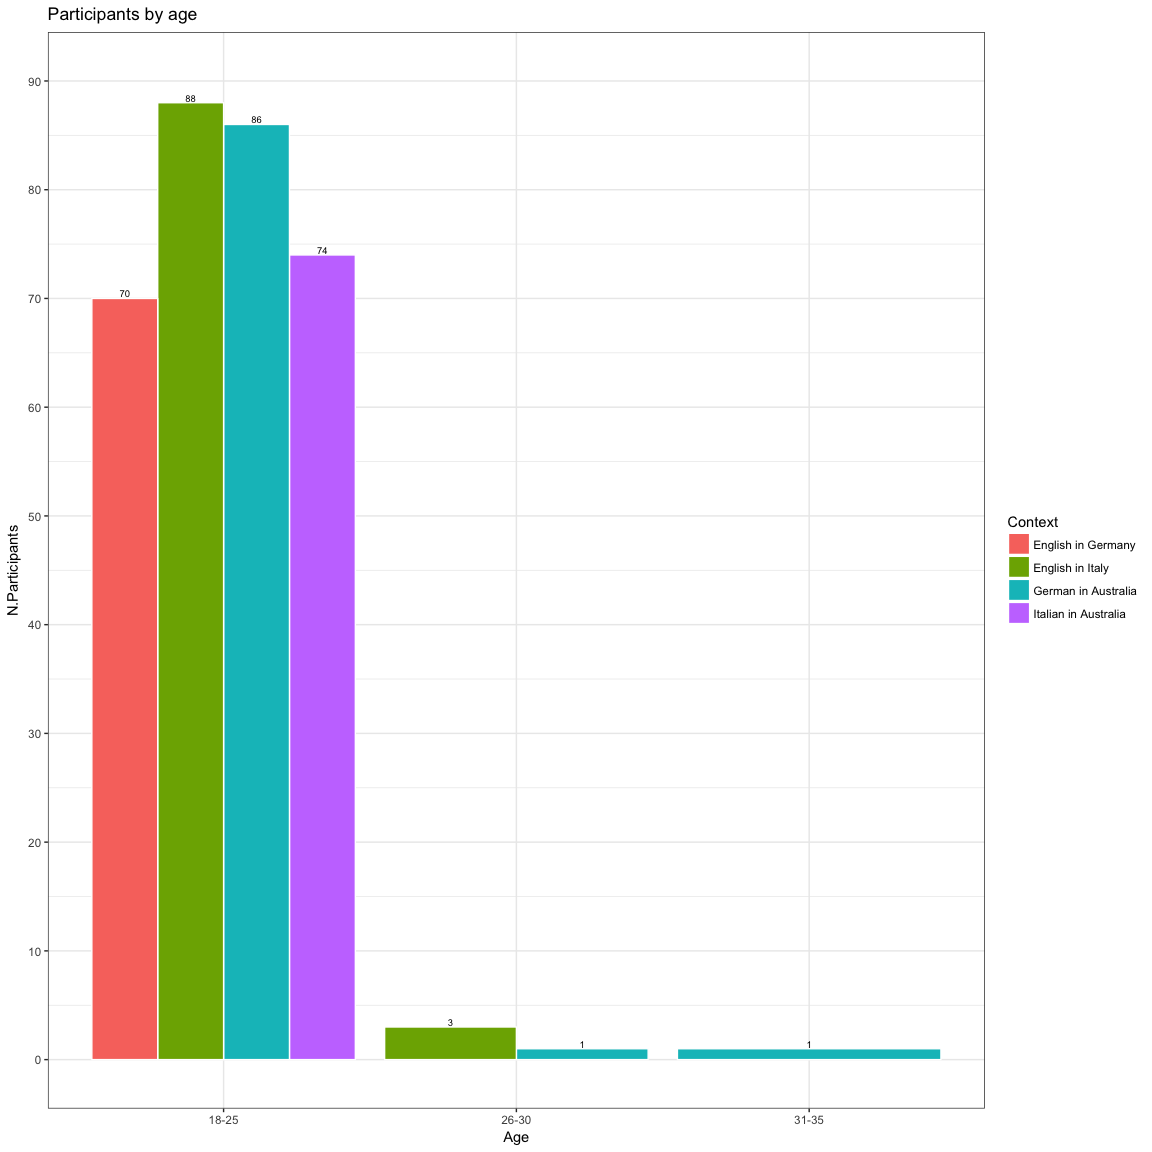 Participants by age
90
80
70
60
50
40
30
20
10
0
N.Participants
70
88
86
74
3
1
1
18-25
26-30
31-35
Age
Context
English in Germany
English in Italy
German in Australia
Italian in Australia